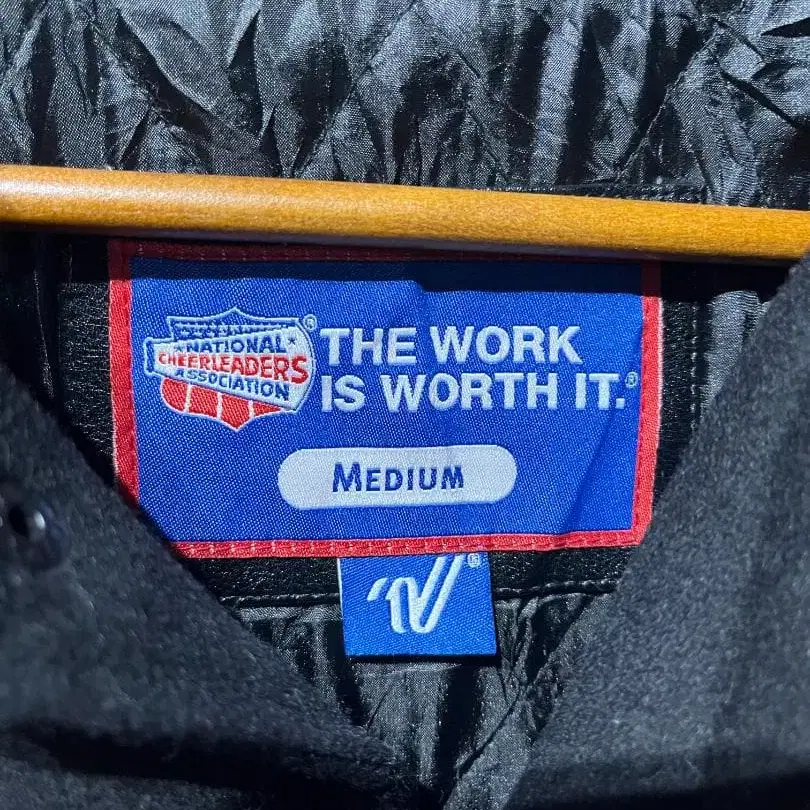 NATIONAL
CHEERLEADERS
ASSOCIATION
®
THE WORK
IS WORTH IT.®
MEDIUM
V
®